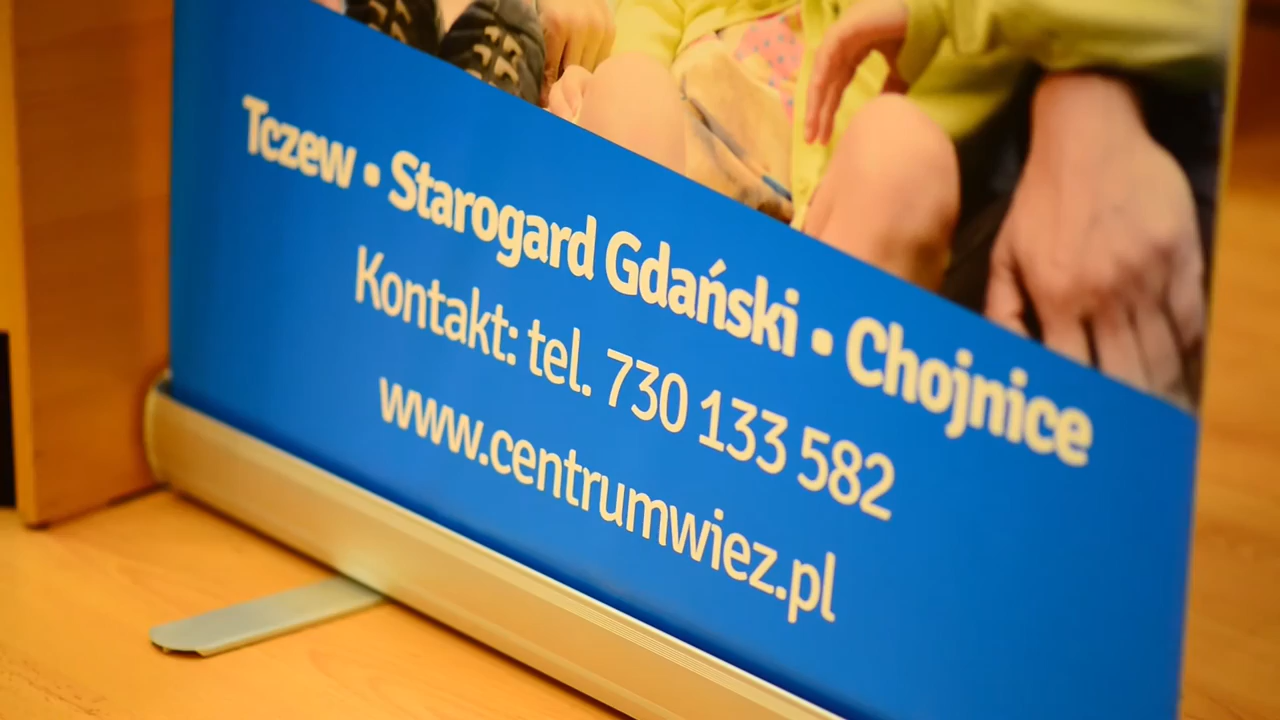 Tczew • Starogard Gdański • Chojnice
Kontakt: tel. 730 133 582
www.centrumwiez.pl